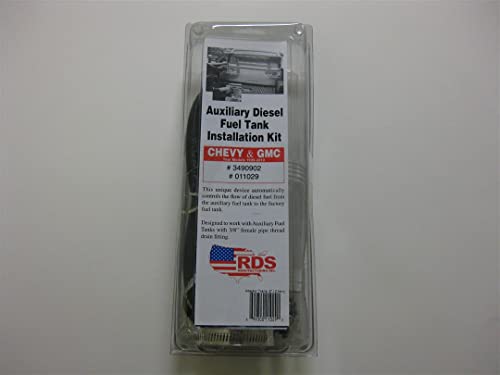 Auxiliary Diesel
Fuel Tank
Installation Kit
CHEVY & GMC
# 3490902
# 011029
This unique device automatically
controls the flow of diesel fuel from
the auxiliary fuel tank to the factory
fuel tank.
Designed to work with Auxiliary Fuel
Tanks with 3/8" female pipe thread
drain fitting.
RDS
MANUFACTURING INC.